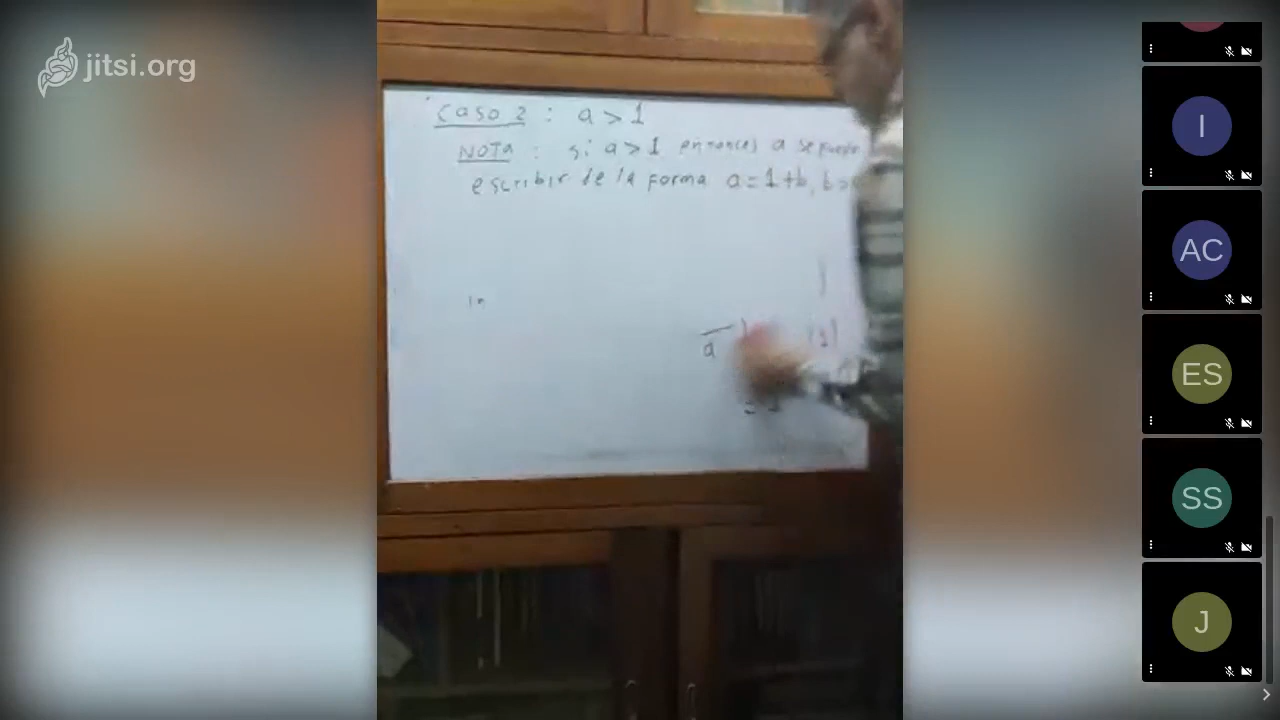 jitsi.org
Caso 2 : a > 1
NOTA : si a > 1 entonces a se puede
escribir de la forma a = 1 + b, b >
a
(1)
I
AC
ES
SS
J